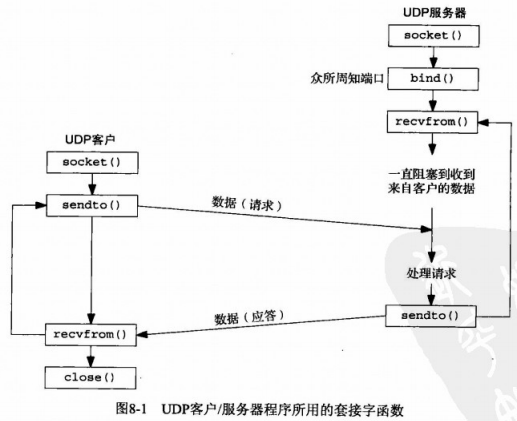 UDP服务器
socket()
众所周知端口
bind()
recvfrom()
一直阻塞到收到
来自客户的数据
UDP客户
socket()
sendto()
数据（请求）
处理请求
sendto()
数据（应答）
recvfrom()
close()
图8-1 UDP客户/服务器程序所用的套接字函数